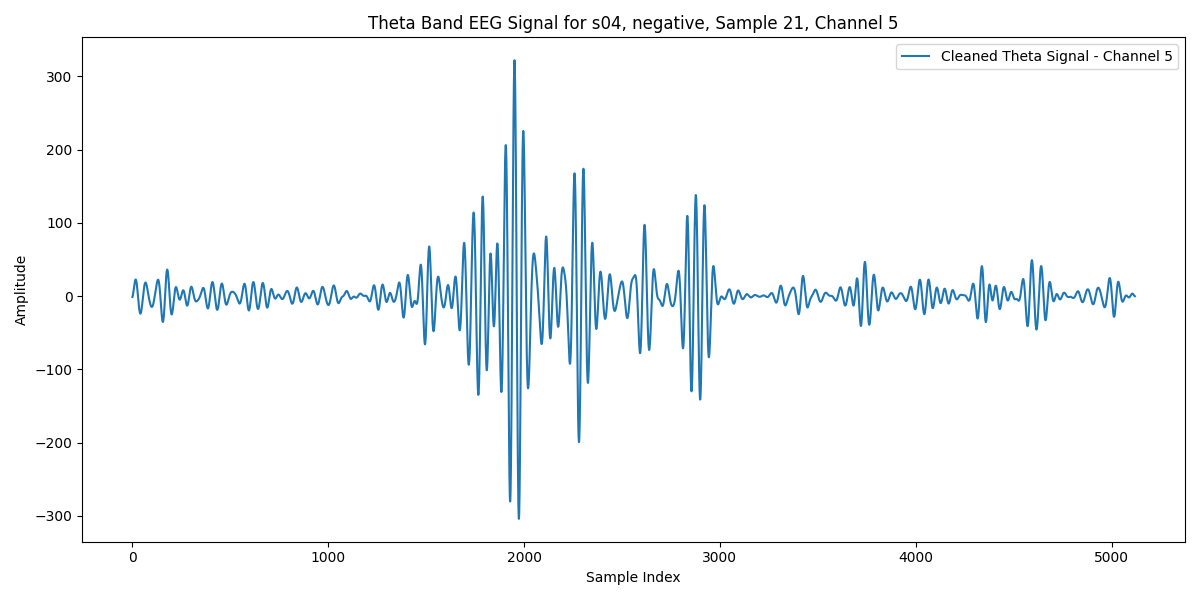 Theta Band EEG Signal for s04, negative, Sample 21, Channel 5
Cleaned Theta Signal - Channel 5
300
200
100
0
−100
−200
−300
Amplitude
0 1000 2000 3000 4000 5000
Sample Index